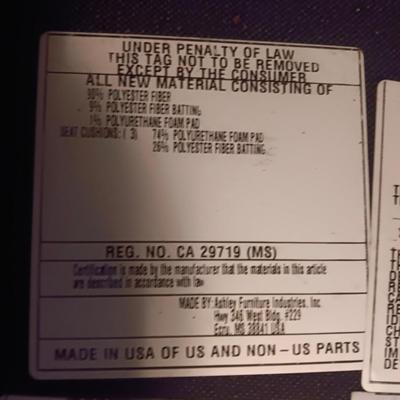 UNDER PENALTY OF LAW
THIS TAG NOT TO BE REMOVED
EXCEPT BY THE CONSUMER
ALL NEW MATERIAL CONSISTING OF
90% POLYESTER FIBER
9% POLYESTER FIBER BATTING
1% POLYURETHANE FOAM PAD
SEAT CUSHIONS: ( 3) 74% POLYURETHANE FOAM PAD
26% POLYESTER FIBER BATTING
REG. NO. CA 29719 (MS)
Certification is made by the manufacturer that the materials in this article
are described in accordance with law
MADE BY: Ashley Furniture Industries, Inc.
Hwy 346 West Bldg. #229
Ecru, MS 38841 USA
MADE IN USA OF US AND NON-US PARTS